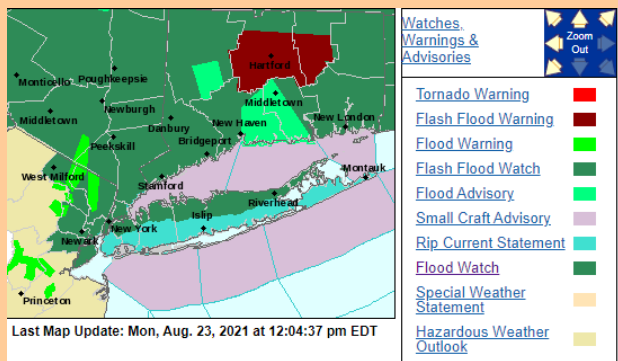 Watches,
Warnings &
Advisories
Zoom
Out
Hartford
Monticello
Poughkeepsie
Middletown
Middletown
Newburgh
Danbury
New Haven
New London
Peekskill
Bridgeport
West Milford
Stamford
Montauk
Riverhead
Islip
Newark
New York
Princeton
Last Map Update: Mon, Aug. 23, 2021 at 12:04:37 pm EDT
Tornado Warning
Flash Flood Warning
Flood Warning
Flash Flood Watch
Flood Advisory
Small Craft Advisory
Rip Current Statement
Flood Watch
Special Weather
Statement
Hazardous Weather
Outlook